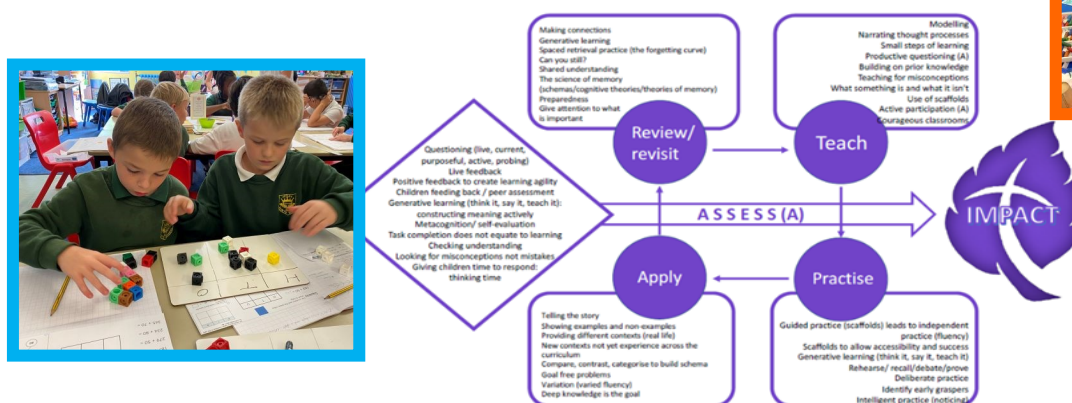 Making connections
Generative learning
Spaced retrieval practice (the forgetting curve)
Can you still?
Shared understanding
The science of memory
(schemas/cognitive theories/theories of memory)
Preparedness
Give attention to what
is important
Review/
revisit
Modelling
Narrating thought processes
Small steps of learning
Productive questioning (A)
Building on prior knowledge
Teaching for misconceptions
What something is and what it isn't
Use of scaffolds
Active participation (A)
Courageous classrooms
Teach
Questioning (live, current,
purposeful, active, probing)
Live feedback
Positive feedback to create learning agility
Children feeding back / peer assessment
Generative learning (think it, say it, teach it):
constructing meaning actively
Metacognition/ self-evaluation
Task completion does not equate to learning
Checking understanding
Looking for misconceptions not mistakes
Giving children time to respond:
thinking time
ASSESS (A)
IMPACT
Apply
Telling the story
Showing examples and non-examples
Providing different contexts (real life)
New contexts not yet experience across the
curriculum
Compare, contrast, categorise to build schema
Goal free problems
Variation (varied fluency)
Deep knowledge is the goal
Practise
Guided practice (scaffolds) leads to independent
practice (fluency)
Scaffolds to allow accessibility and success
Generative learning (think it, say it, teach it)
Rehearse/ recall/debate/prove
Deliberate practice
Identify early graspers
Intelligent practice (noticing)
H T O